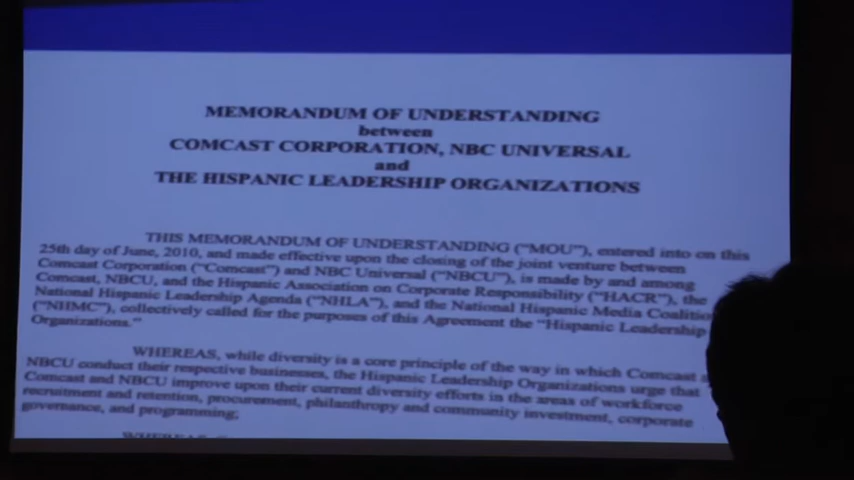 MEMORANDUM OF UNDERSTANDING
between
COMCAST CORPORATION, NBC UNIVERSAL
and
THE HISPANIC LEADERSHIP ORGANIZATIONS
THIS MEMORANDUM OF UNDERSTANDING ("MOU"), entered into on this
25th day of June, 2010, and made effective upon the closing of the joint venture between
Comcast Corporation ("Comcast") and NBC Universal ("NBCU"), is made by and among
Comcast, NBCU, and the Hispanic Association on Corporate Responsibility ("HACR"), the
National Hispanic Leadership Agenda ("NHLA"), and the National Hispanic Media Coalitio
("NHMC"), collectively called for the purposes of this Agreement the "Hispanic Leadership
Organizations."
WHEREAS, while diversity is a core principle of the way in which Comcast
NBCU conduct their respective businesses, the Hispanic Leadership Organizations urge that
Comcast and NBCU improve upon their current diversity efforts in the areas of workforce
recruitment and retention, procurement, philanthropy and community investment, corporate
governance, and programming;
WHEREAS